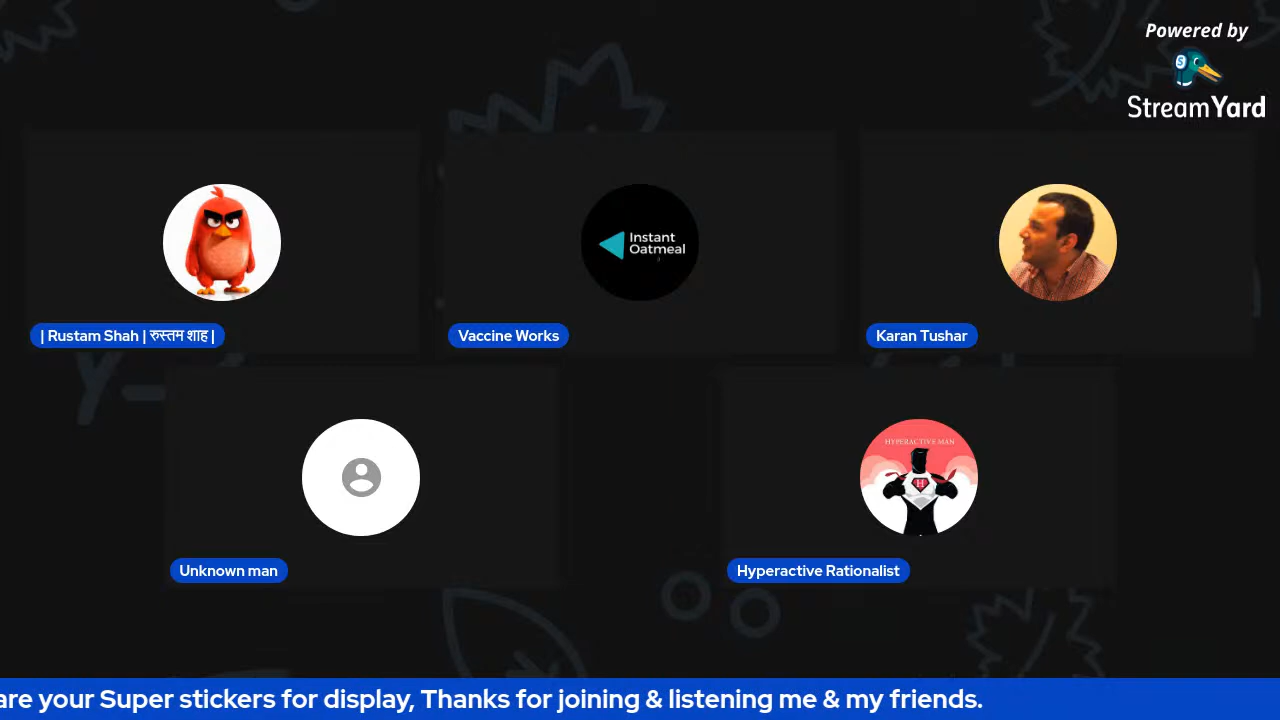 Powered by
StreamYard
Instant
Oatmeal
| Rustam Shah | रुस्तम शाह |
Vaccine Works
Karan Tushar
HYPERACTIVE MAN
H
Unknown man
Hyperactive Rationalist
are your Super stickers for display, Thanks for joining & listening me & my friends.